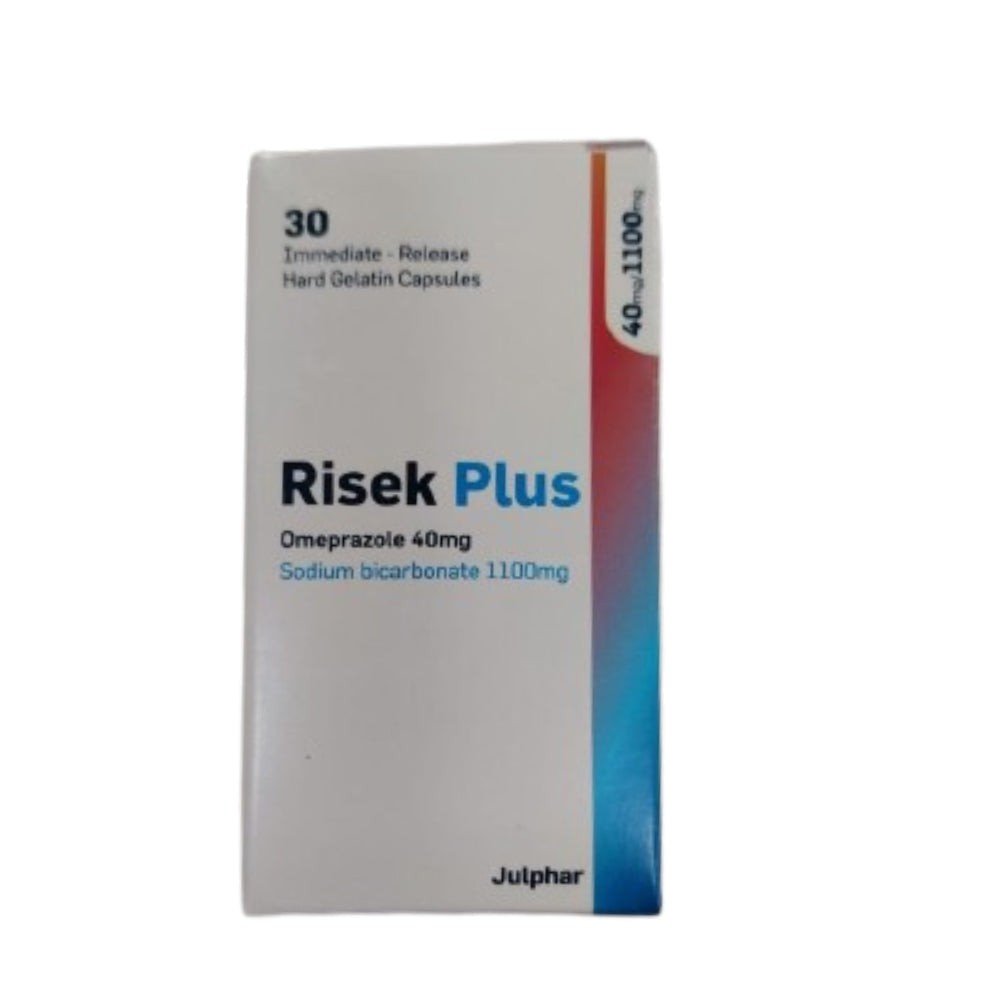 30
Immediate - Release
Hard Gelatin Capsules
40mg/1100mg
Risek Plus
Omeprazole 40mg
Sodium bicarbonate 1100mg
Julphar